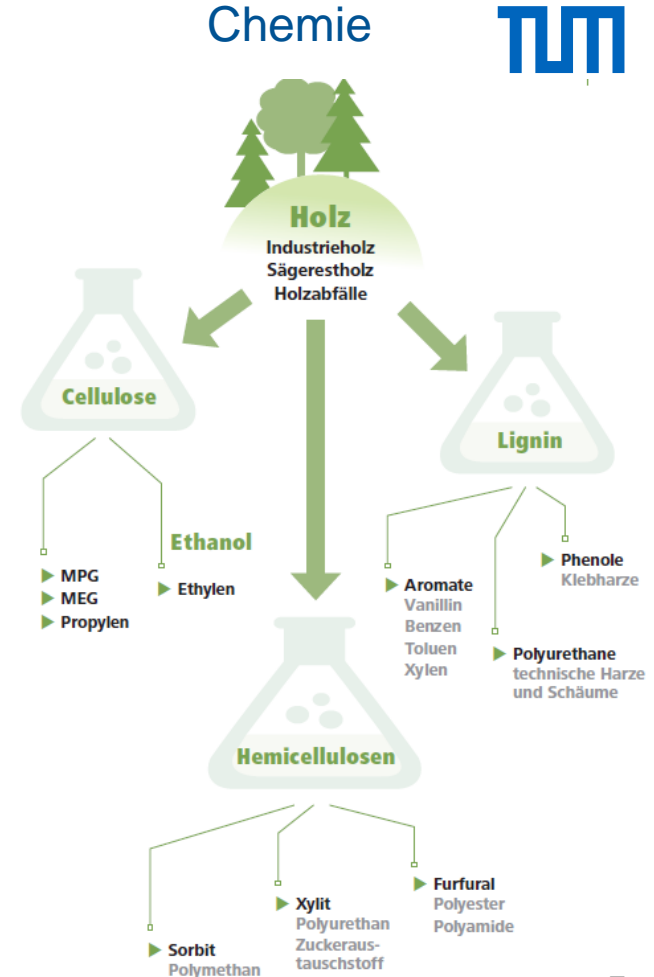 Chemie
TUM
Holz
Industrieholz
Sägerestholz
Holzabfälle
Cellulose
Lignin
Ethanol
MPG
MEG
Propylen
Ethylen
Aromate
Vanillin
Benzen
Toluen
Xylen
Phenole
Klebharze
Polyurethane
technische Harze
und Schäume
Hemicellulosen
Sorbit
Polymethan
Xylit
Polyurethan
Zuckeraus-
tauschstoff
Furfural
Polyester
Polyamide